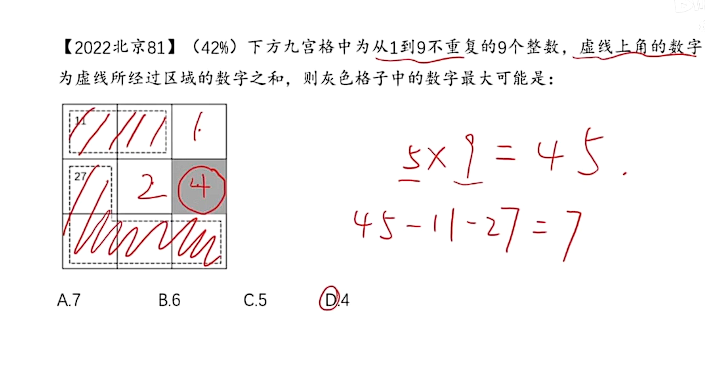 【2022北京81】（42%）下方九宫格中为从1到9不重复的9个整数，虚线上角的数字
为虚线所经过区域的数字之和，则灰色格子中的数字最大可能是：
11 1
27 2 4
5×9=45.
45-11-27=7
A.7 B.6 C.5 D.4